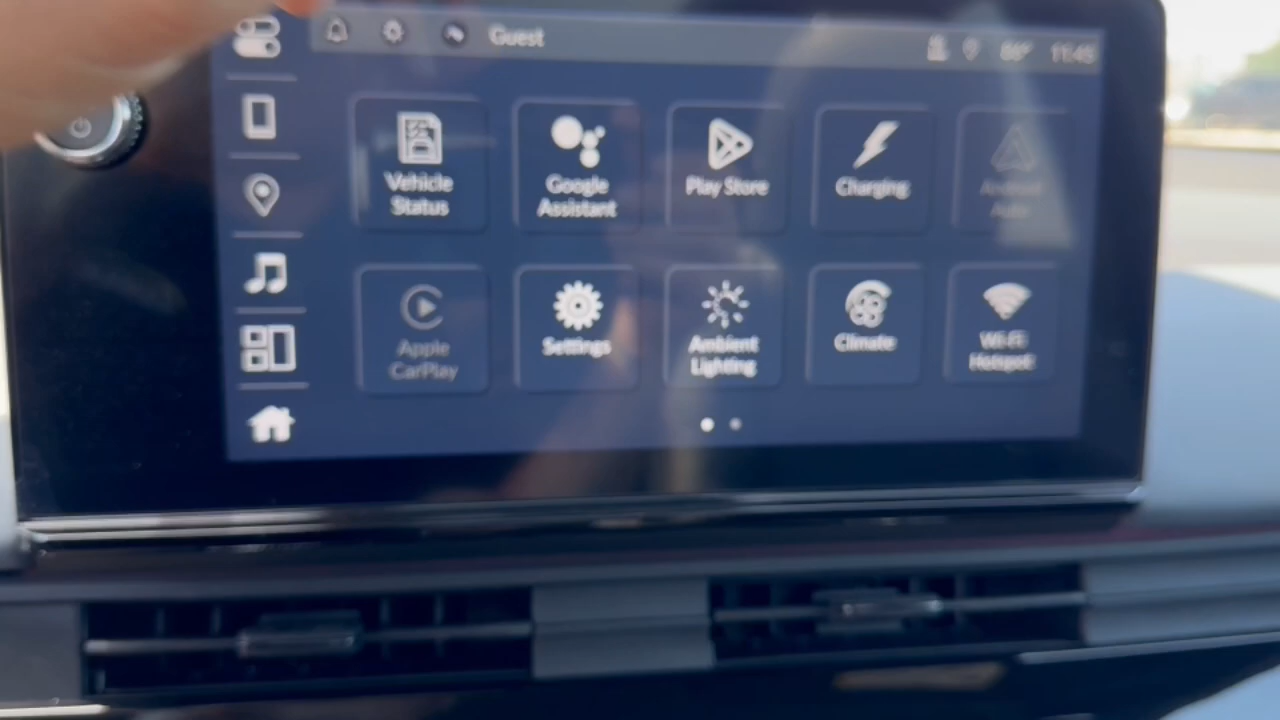 Guest
11:45
Vehicle
Status
Google
Assistant
Play Store
Charging
Android
Auto
Apple
CarPlay
Settings
Ambient
Lighting
Climate
Wi-Fi
Hotspot